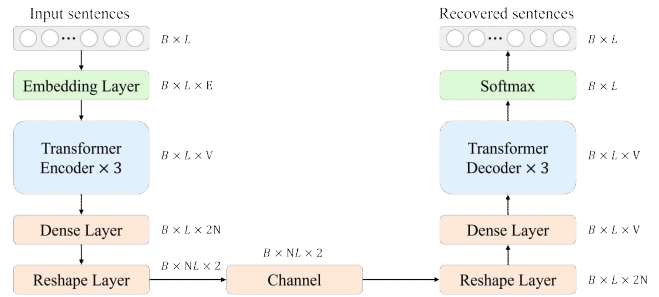 Input sentences
B × L
Embedding Layer
B × L × E
Transformer
Encoder × 3
B × L × V
Dense Layer
B × L × 2N
Reshape Layer
B × NL × 2
B × NL × 2
Channel
Recovered sentences
B × L
Softmax
B × L
Transformer
Decoder × 3
B × L × V
Dense Layer
B × L × V
Reshape Layer
B × L × 2N